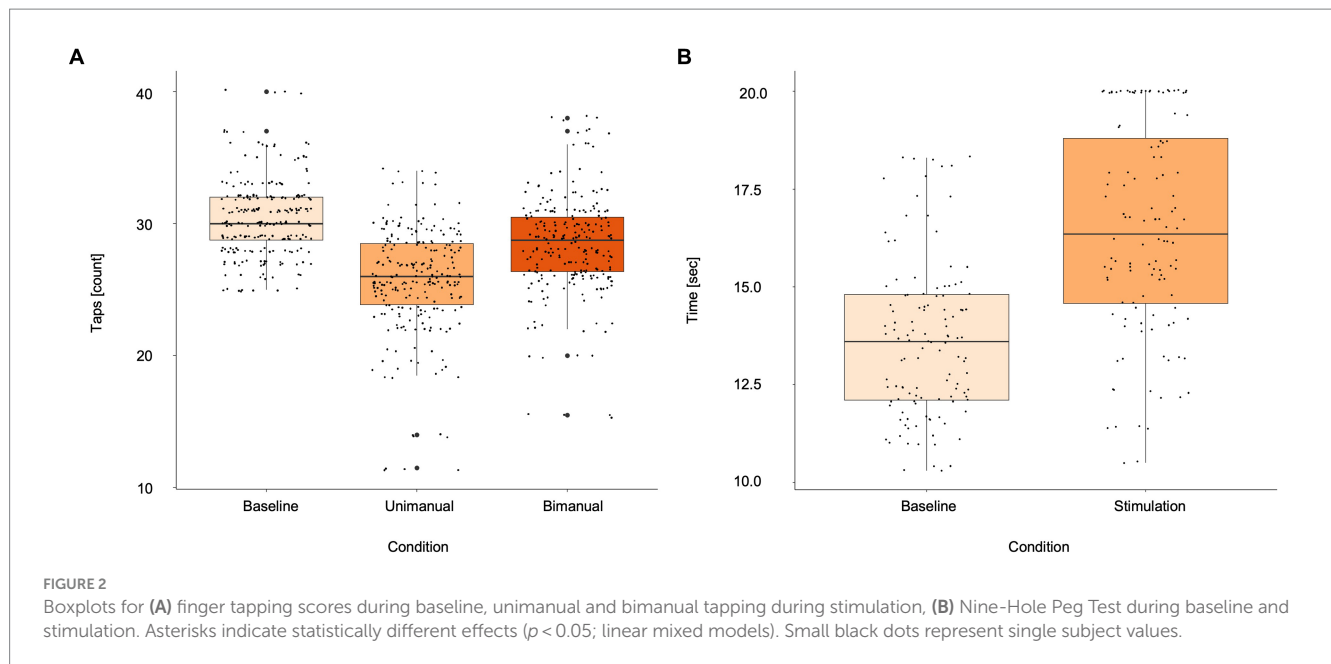 A
B
40
30
20
10
Taps [count]
Baseline
Unimanual
Bimanual
Condition
20.0
17.5
15.0
12.5
10.0
Time [sec]
Baseline
Stimulation
Condition
FIGURE 2
Boxplots for (A) finger tapping scores during baseline, unimanual and bimanual tapping during stimulation, (B) Nine-Hole Peg Test during baseline and
stimulation. Asterisks indicate statistically different effects (p < 0.05; linear mixed models). Small black dots represent single subject values.